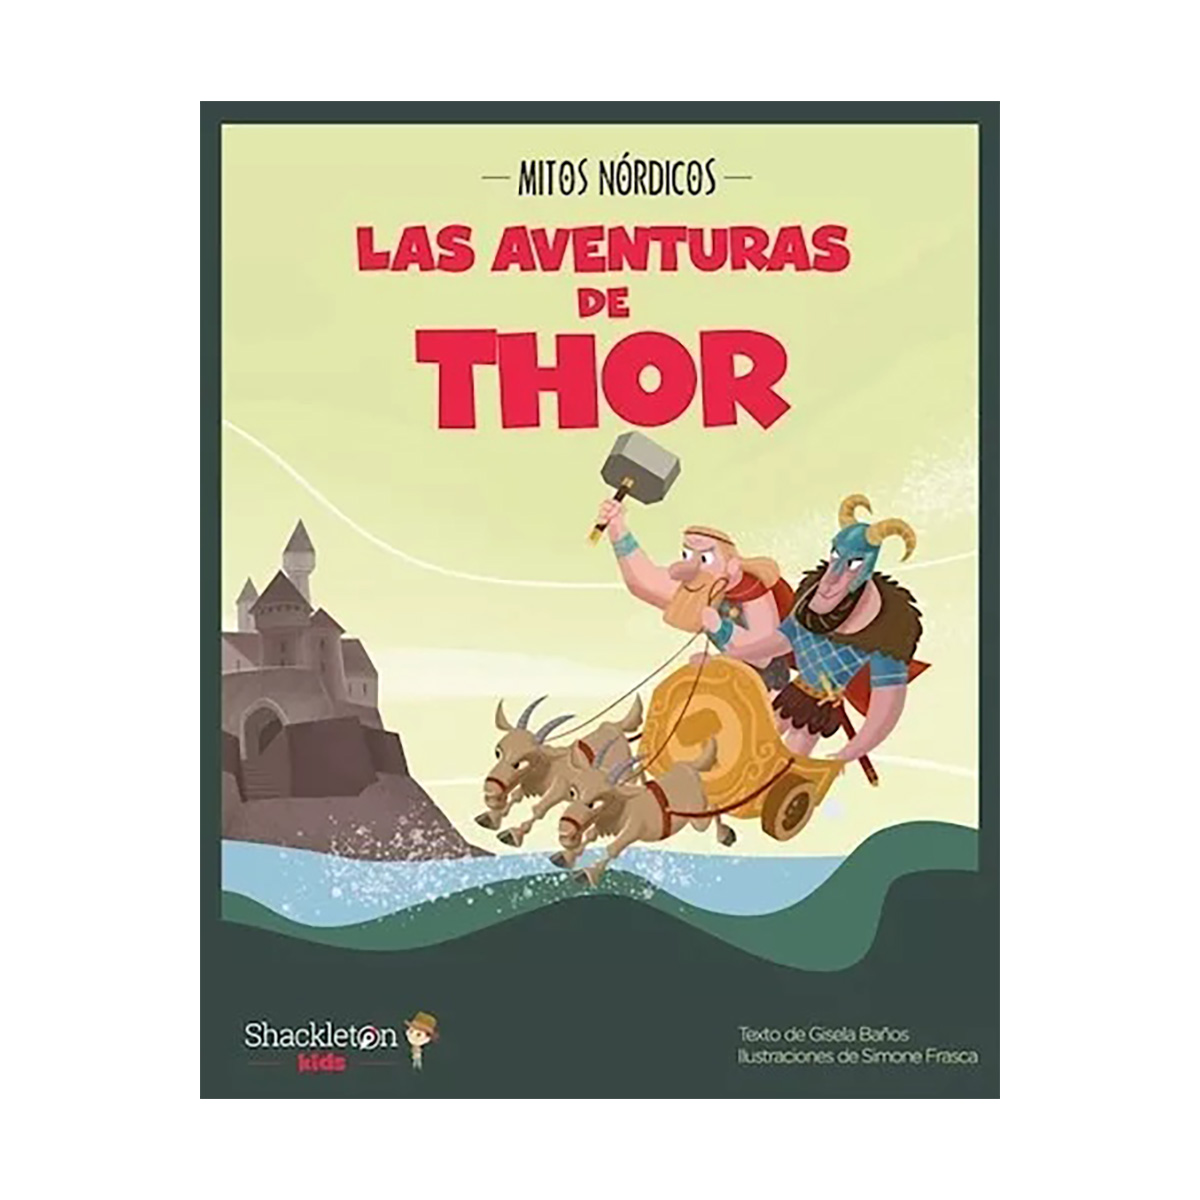 MITOS NÓRDICOS
LAS AVENTURAS
DE
THOR
Shackleton
kids
Texto de Gisela Baños
Ilustraciones de Simone Frasca